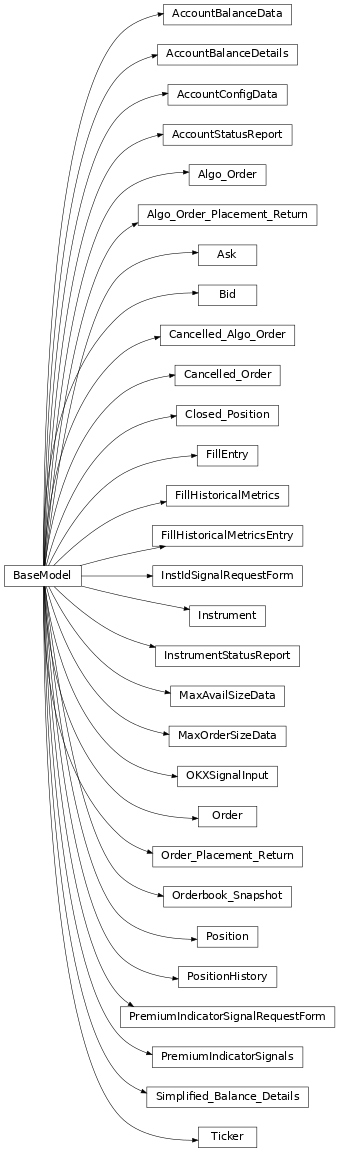 AccountBalanceData
AccountBalanceDetails
AccountConfigData
AccountStatusReport
Algo_Order
Algo_Order_Placement_Return
Ask
Bid
Cancelled_Algo_Order
Cancelled_Order
Closed_Position
FillEntry
FillHistoricalMetrics
FillHistoricalMetricsEntry
BaseModel
InstIdSignalRequestForm
Instrument
InstrumentStatusReport
MaxAvailSizeData
MaxOrderSizeData
OKXSignalInput
Order
Order_Placement_Return
Orderbook_Snapshot
Position
PositionHistory
PremiumIndicatorSignalRequestForm
PremiumIndicatorSignals
Simplified_Balance_Details
Ticker